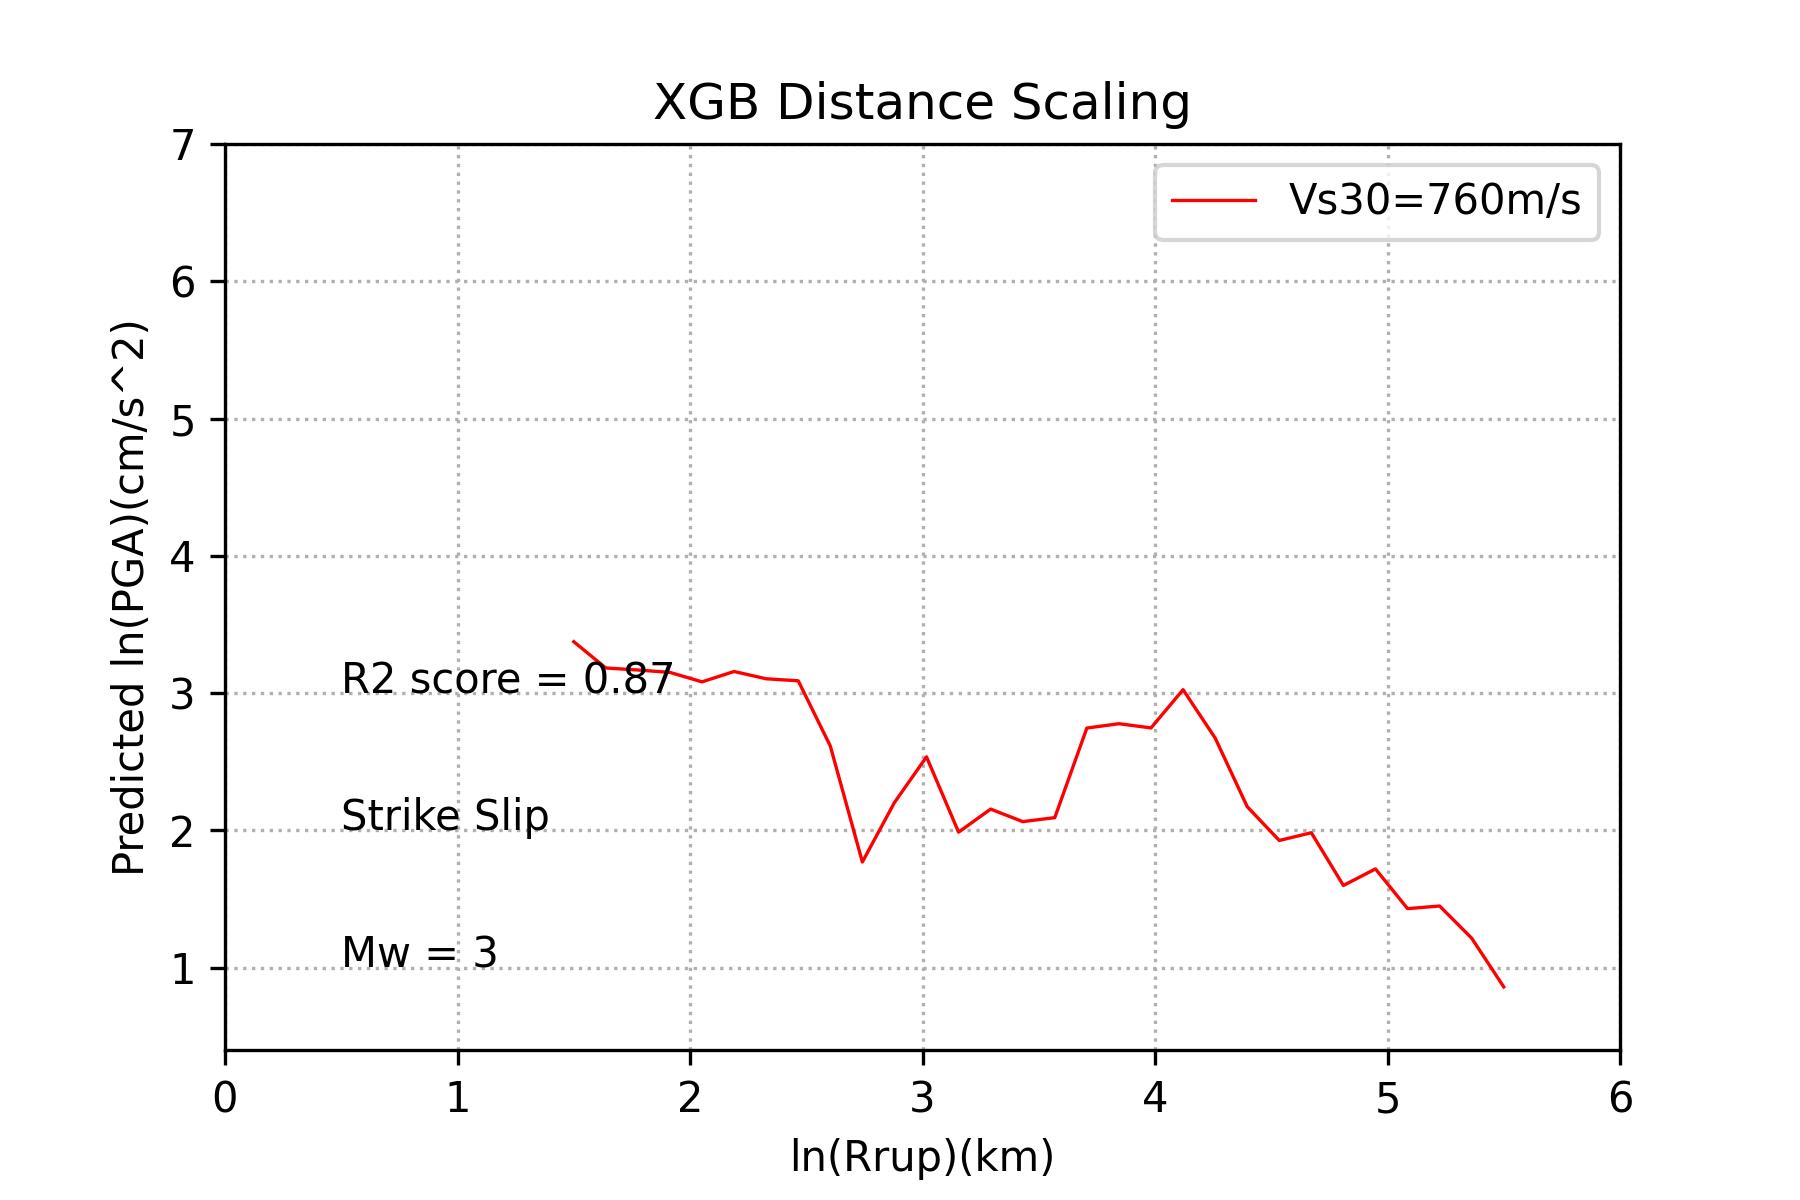 XGB Distance Scaling
Vs30=760m/s
Predicted ln(PGA)(cm/s^2)
7
6
5
4
3
2
1
R2 score = 0.87
Strike Slip
Mw = 3
0 1 2 3 4 5 6
ln(Rrup)(km)